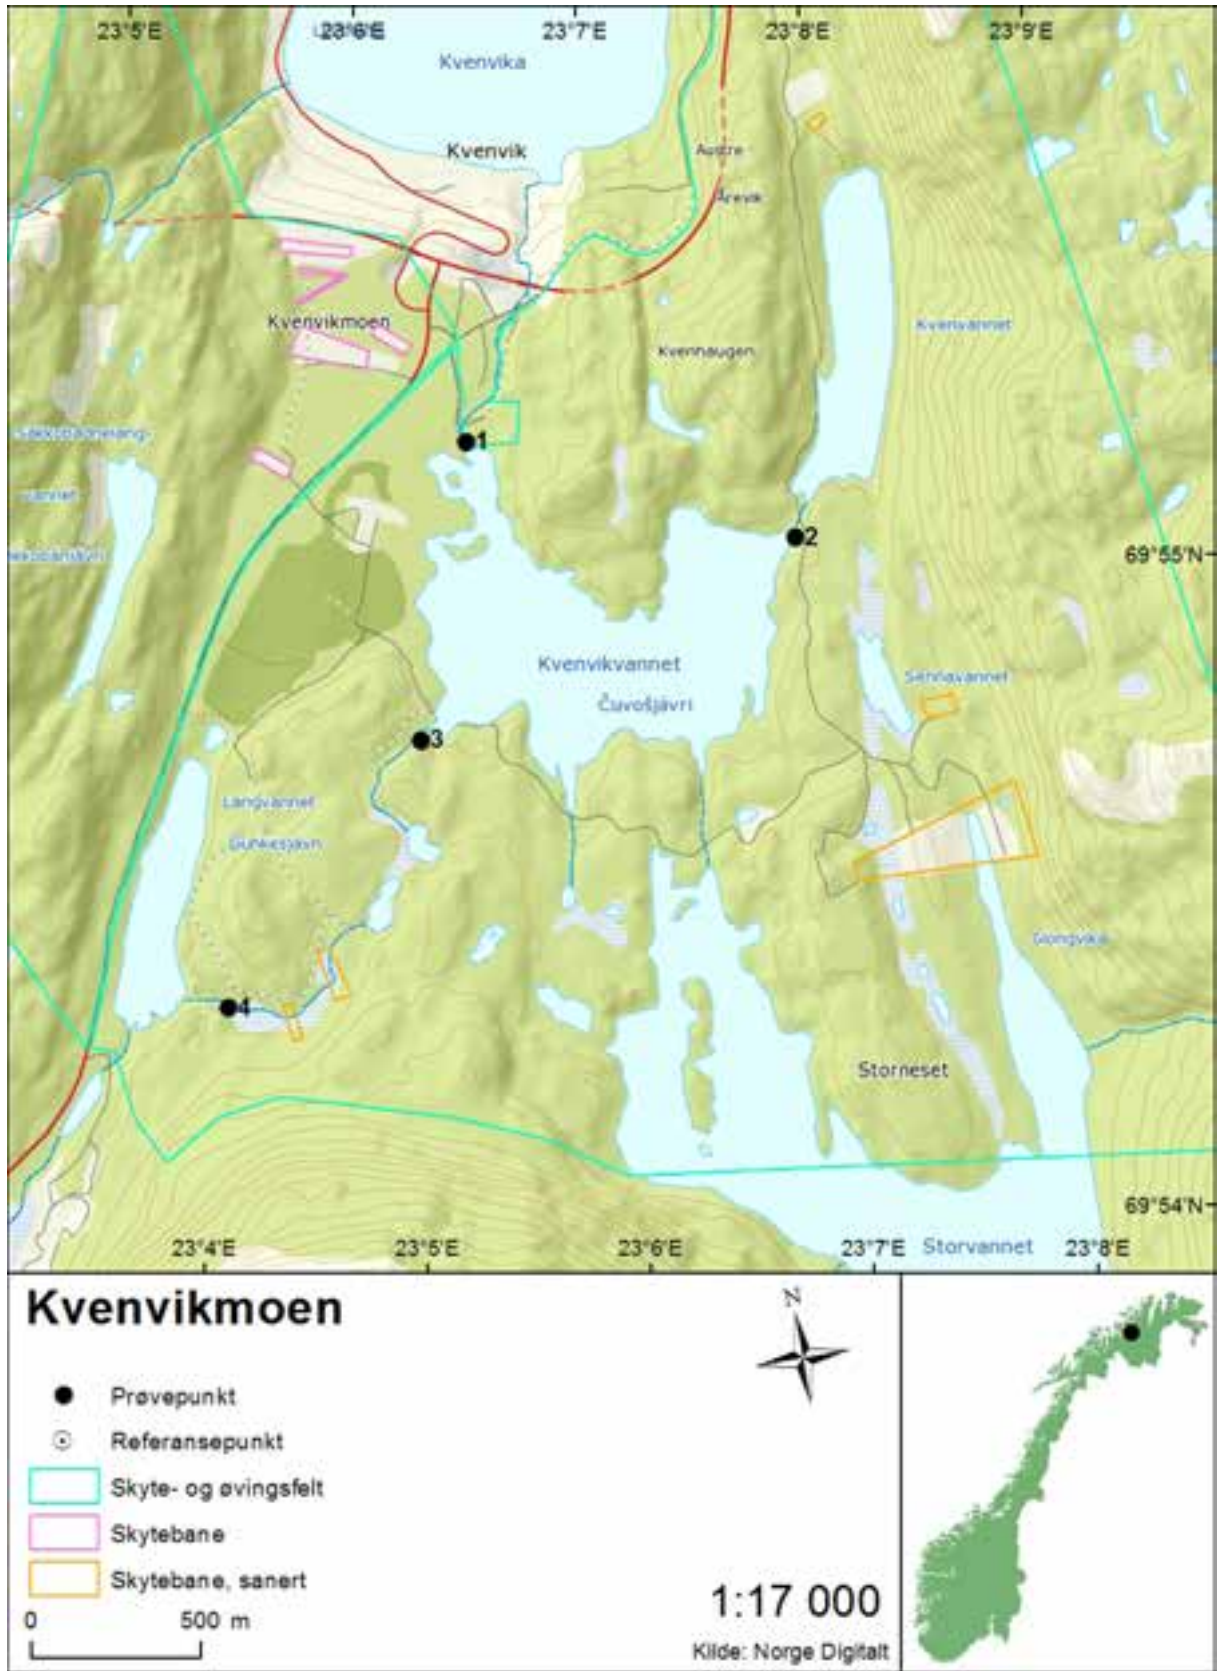 23°5'E
23°6'E
23°7'E
23°8'E
23°9'E
Kvenvika
Kvenvik
Austre
Årevik
Kvenvannet
Kvenvikmoen
Kvenhaugen
1
2
69°55'N
Kvenvikvannet
Čuvošjávri
3
Langvannet
4
Storneset
69°54'N
23°4'E
23°5'E
23°6'E
23°7'E
Storvannet
23°8'E
Kvenvikmoen
N
Prøvepunkt
Referansepunkt
Skyte- og øvingsfelt
Skytebane
Skytebane, sanert
0
500 m
1:17 000
Kilde: Norge Digitalt